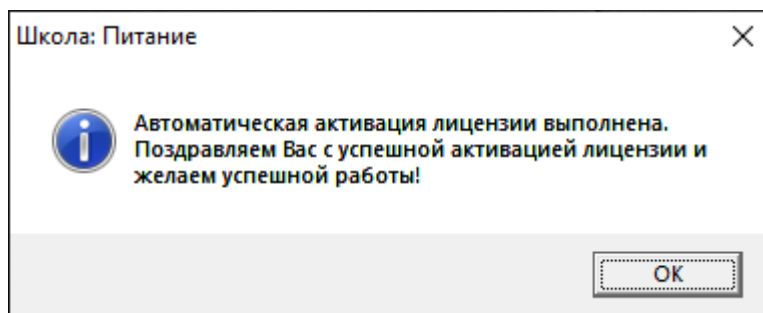 Школа: Питание
Автоматическая активация лицензии выполнена.
Поздравляем Вас с успешной активацией лицензии и
желаем успешной работы!
OK